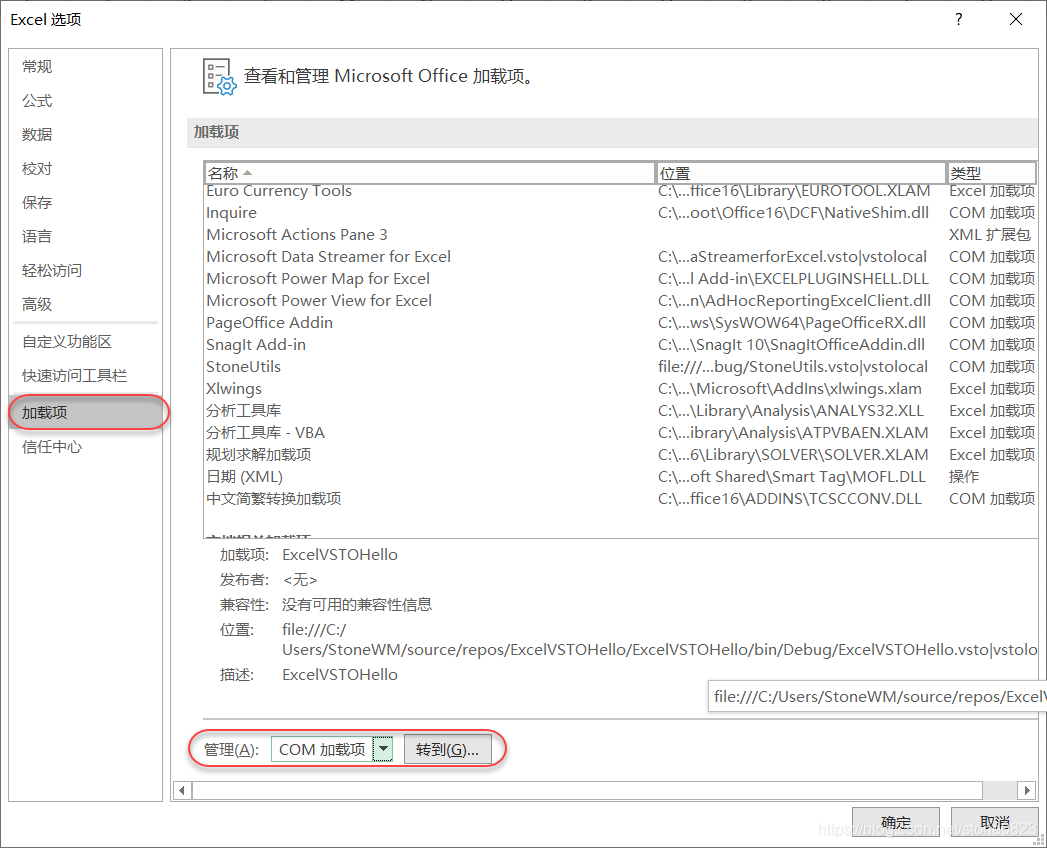 Excel 选项
?
常规
公式
数据
校对
保存
语言
轻松访问
高级
自定义功能区
快速访问工具栏
加载项
信任中心
查看和管理 Microsoft Office 加载项。
加载项
名称 位置 类型
Euro Currency Tools C:\...ffice16\Library\EUROTOOL.XLAM Excel 加载项
Inquire C:\...oot\Office16\DCF\NativeShim.dll COM 加载项
Microsoft Actions Pane 3 XML 扩展包
Microsoft Data Streamer for Excel C:\...aStreamerforExcel.vsto|vstolocal COM 加载项
Microsoft Power Map for Excel C:\...l Add-in\EXCELPLUGINSHELL.DLL COM 加载项
Microsoft Power View for Excel C:\...n\AdHocReportingExcelClient.dll COM 加载项
PageOffice Addin C:\...ws\SysWOW64\PageOfficeRX.dll COM 加载项
SnagIt Add-in C:\...\SnagIt 10\SnagItOfficeAddin.dll COM 加载项
StoneUtils file:///...bug/StoneUtils.vsto|vstolocal COM 加载项
Xlwings C:\...\Microsoft\AddIns\xlwings.xlam Excel 加载项
分析工具库 C:\...\Library\Analysis\ANALYS32.XLL Excel 加载项
分析工具库 - VBA C:\...ibrary\Analysis\ATPVBAEN.XLAM Excel 加载项
规划求解加载项 C:\...6\Library\SOLVER\SOLVER.XLAM Excel 加载项
日期 (XML) C:\...oft Shared\Smart Tag\MOFL.DLL 操作
中文简繁转换加载项 C:\...ffice16\ADDINS\TCSCCONV.DLL COM 加载项
加载项: ExcelVSTOHello
发布者: <无>
兼容性: 没有可用的兼容性信息
位置: file:///C:/
Users/StoneWM/source/repos/ExcelVSTOHello/ExcelVSTOHello/bin/Debug/ExcelVSTOHello.vsto|vstolo
描述: ExcelVSTOHello
file:///C:/Users/StoneWM/source/repos/ExcelV
管理(A): COM 加载项 转到(G)...
确定 取消